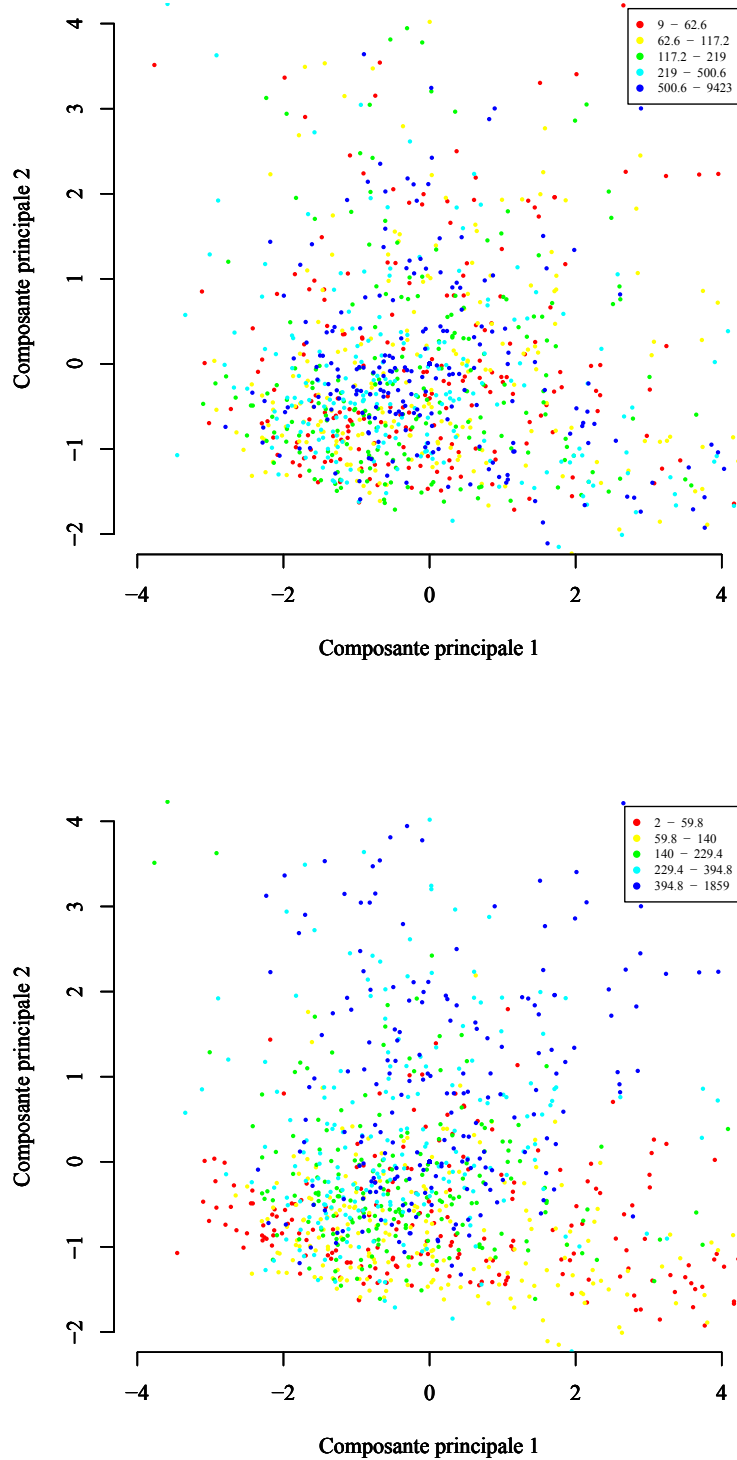 4
3
2
1
0
−1
−2
Composante principale 2
9 − 62.6
62.6 − 117.2
117.2 − 219
219 − 500.6
500.6 − 9423
−4
−2
0
2
4
Composante principale 1
4
3
2
1
0
−1
−2
Composante principale 2
2 − 59.8
59.8 − 140
140 − 229.4
229.4 − 394.8
394.8 − 1859
−4
−2
0
2
4
Composante principale 1